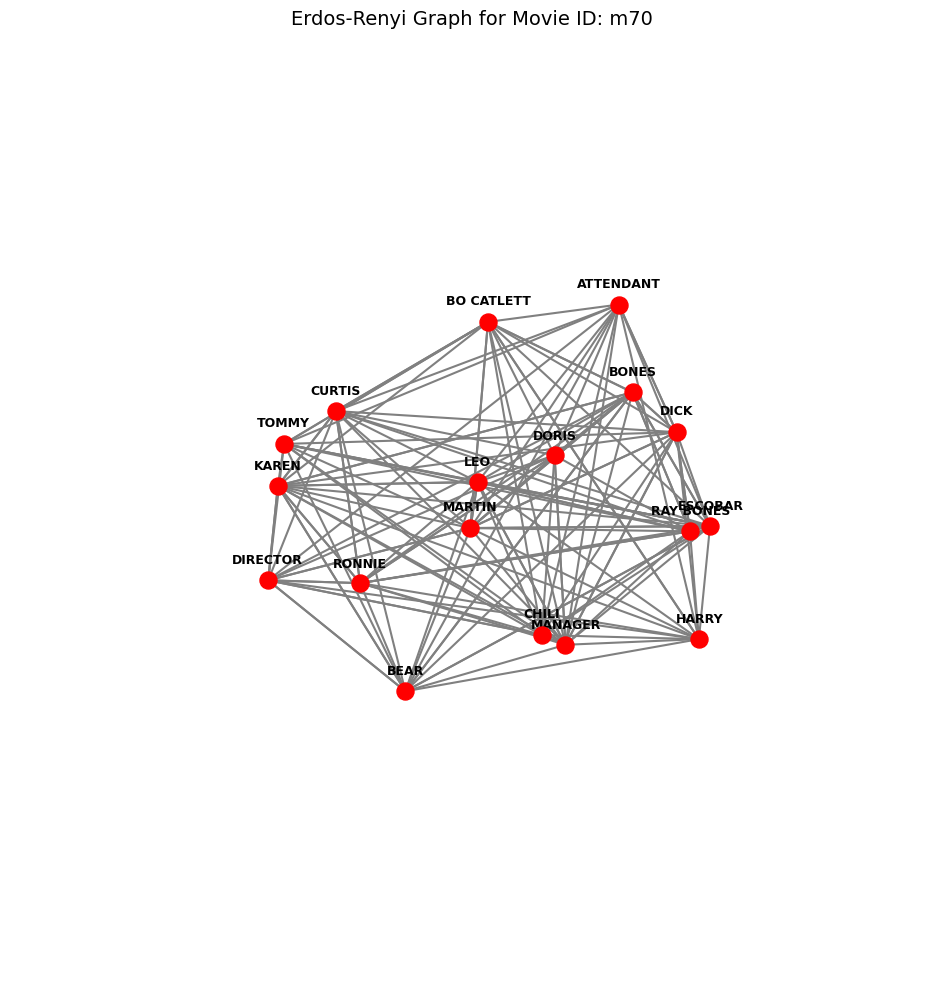 Erdos-Renyi Graph for Movie ID: m70
ATTENDANT
BO CATLETT
BONES
CURTIS
DICK
TOMMY
DORIS
LEO
KAREN
MARTIN
ESCOBAR
RAY BONES
DIRECTOR
RONNIE
CHILI
HARRY
MANAGER
BEAR